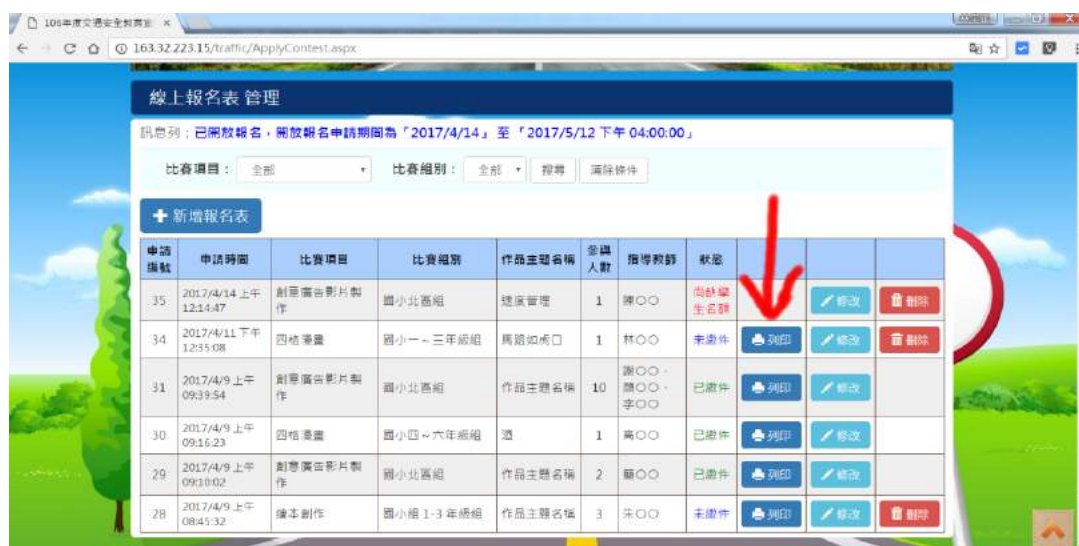 106年度交通安全教育宣
163.32.223.15/traffic/ApplyContest.aspx
線上報名表 管理
訊息列：已開放報名，開放報名申請期間為「2017/4/14」 至 「2017/5/12 下午 04:00:00」
比賽項目： 全部 比賽組別： 全部 搜尋 清除條件
新增報名表
申請編號 申請時間 比賽項目 比賽組別 作品主題名稱 參與人數 指導教師 狀態
35 2017/4/14 上午 12:14:47 創意廣告影片製作 國小北區組 速度管理 1 陳○○ 尚缺學生名額 修改 刪除
34 2017/4/11 下午 12:35:08 四格漫畫 國小一～三年級組 馬路如虎口 1 林○○ 未繳件 列印 修改 刪除
31 2017/4/9 上午 09:39:54 創意廣告影片製作 國小北區組 作品主題名稱 10 謝○○、顏○○、李○○ 已繳件 列印 修改
30 2017/4/9 上午 09:16:23 四格漫畫 國小四～六年級組 酒 1 高○○ 已繳件 列印 修改
29 2017/4/9 上午 09:10:02 創意廣告影片製作 國小北區組 作品主題名稱 2 簡○○ 已繳件 列印 修改
28 2017/4/9 上午 08:45:32 繪本創作 國小組 1-3 年級組 作品主題名稱 3 朱○○ 未繳件 列印 修改 刪除